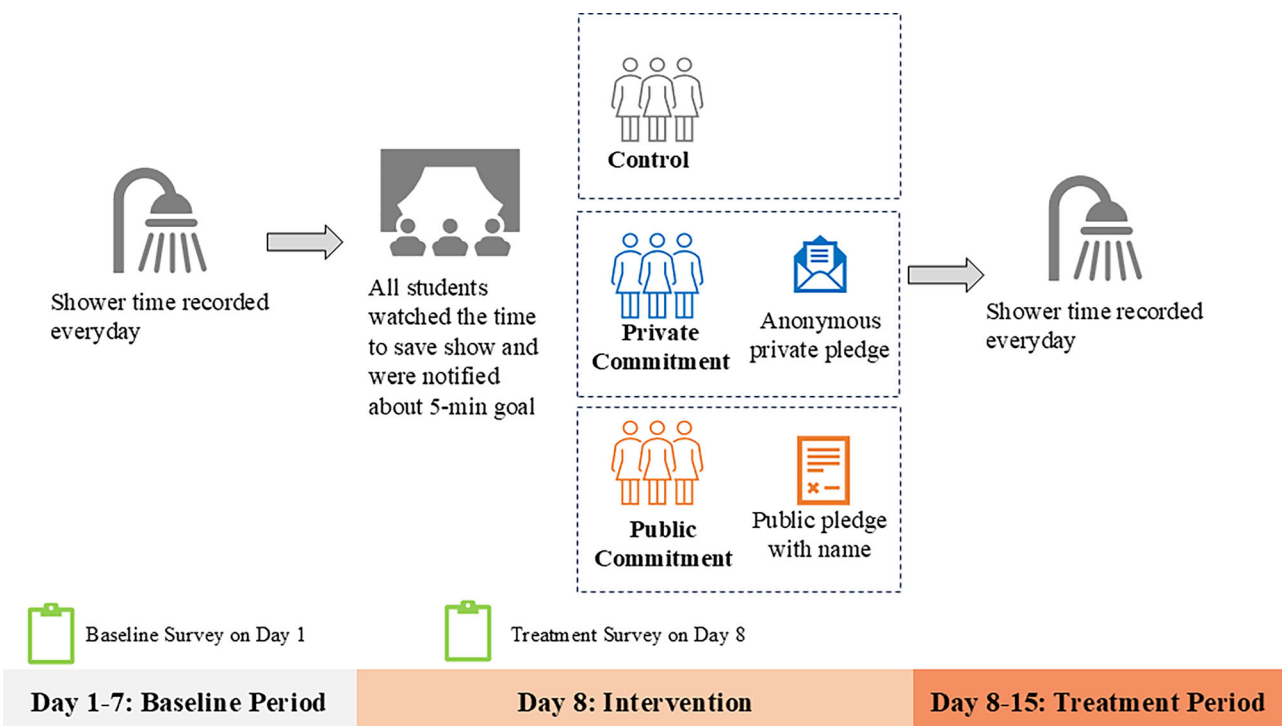 Shower time recorded
everyday
All students
watched the time
to save show and
were notified
about 5-min goal
Control
Private
Commitment
Anonymous
private pledge
Public
Commitment
Public pledge
with name
Shower time recorded
everyday
Baseline Survey on Day 1
Treatment Survey on Day 8
Day 1-7: Baseline Period
Day 8: Intervention
Day 8-15: Treatment Period